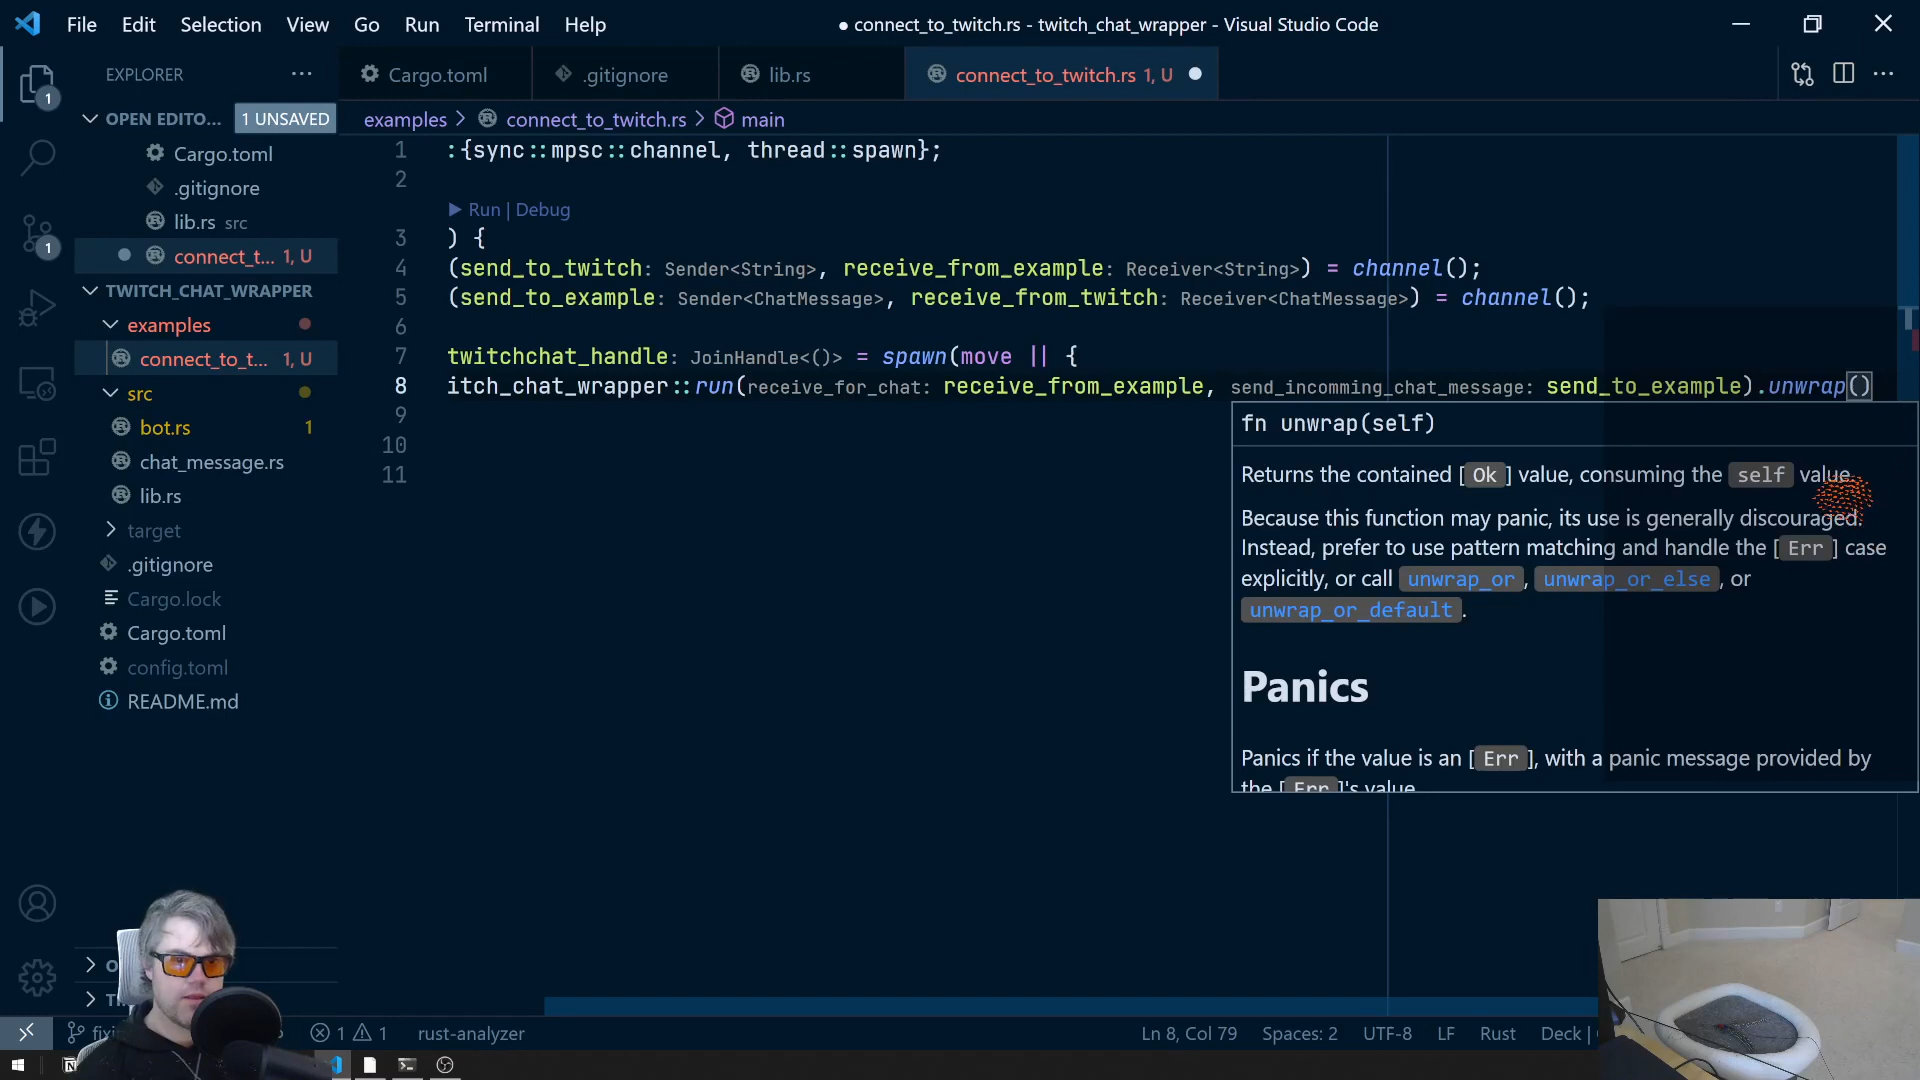 File Edit Selection View Go Run Terminal Help
● connect_to_twitch.rs - twitch_chat_wrapper - Visual Studio Code
EXPLORER
Cargo.toml
.gitignore
lib.rs
connect_to_twitch.rs 1, U
OPEN EDITO... 1 UNSAVED
examples > connect_to_twitch.rs > main
Cargo.toml
.gitignore
lib.rs src
connect_t... 1, U
TWITCH_CHAT_WRAPPER
examples
connect_to_t... 1, U
src
bot.rs 1
chat_message.rs
lib.rs
target
.gitignore
Cargo.lock
Cargo.toml
config.toml
README.md
1
1
1 :{sync::mpsc::channel, thread::spawn};
2
Run | Debug
3 ) {
4 (send_to_twitch: Sender<String>, receive_from_example: Receiver<String>) = channel();
5 (send_to_example: Sender<ChatMessage>, receive_from_twitch: Receiver<ChatMessage>) = channel();
6
7 twitchchat_handle: JoinHandle<()> = spawn(move || {
8 itch_chat_wrapper::run(receive_for_chat: receive_from_example, send_incomming_chat_message: send_to_example).unwrap()
9
10
11
fn unwrap(self)
Returns the contained [Ok] value, consuming the self value.
Because this function may panic, its use is generally discouraged.
Instead, prefer to use pattern matching and handle the [Err] case
explicitly, or call unwrap_or, unwrap_or_else, or
unwrap_or_default.
Panics
Panics if the value is an [Err], with a panic message provided by
the [Err]'s value.
1 1 rust-analyzer
Ln 8, Col 79 Spaces: 2 UTF-8 LF Rust Deck